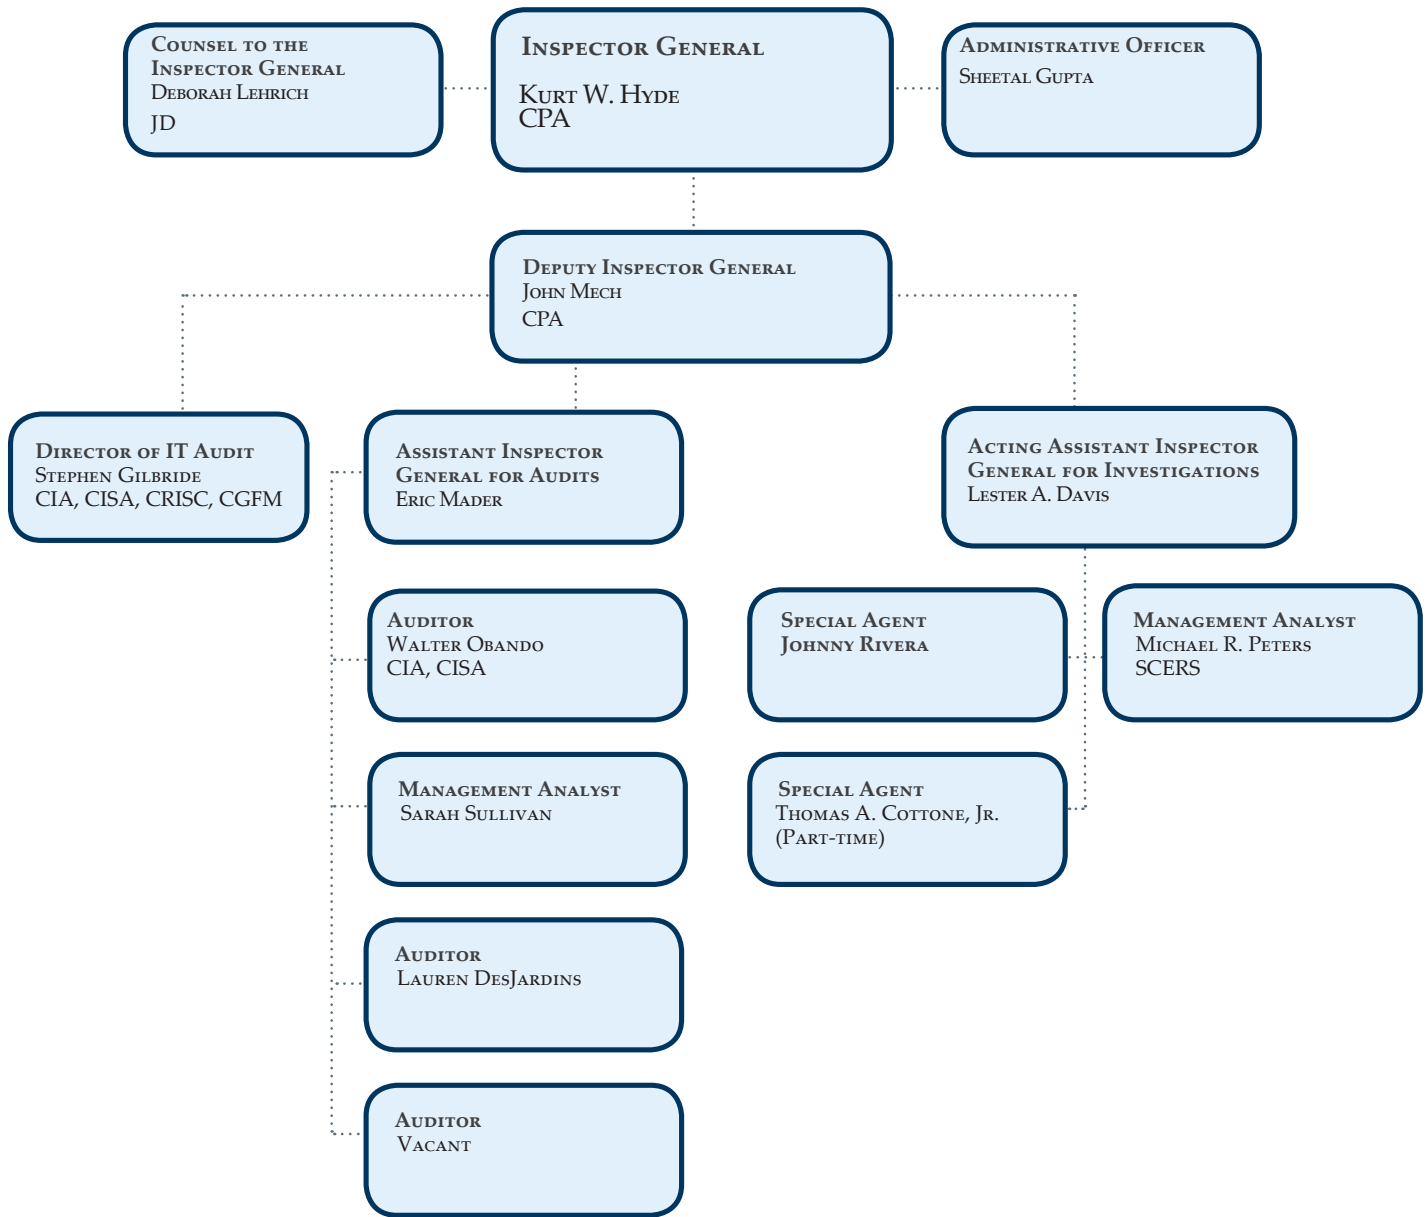 Counsel to the
Inspector General
Deborah Lehrich
JD
Inspector General
Kurt W. Hyde
CPA
Administrative Officer
Sheetal Gupta
Deputy Inspector General
John Mech
CPA
Director of IT Audit
Stephen Gilbride
CIA, CISA, CRISC, CGFM
Assistant Inspector
General for Audits
Eric Mader
Acting Assistant Inspector
General for Investigations
Lester A. Davis
Auditor
Walter Obando
CIA, CISA
Special Agent
Johnny Rivera
Management Analyst
Michael R. Peters
SCERS
Management Analyst
Sarah Sullivan
Special Agent
Thomas A. Cottone, Jr.
(Part-time)
Auditor
Lauren DesJardins
Auditor
Vacant